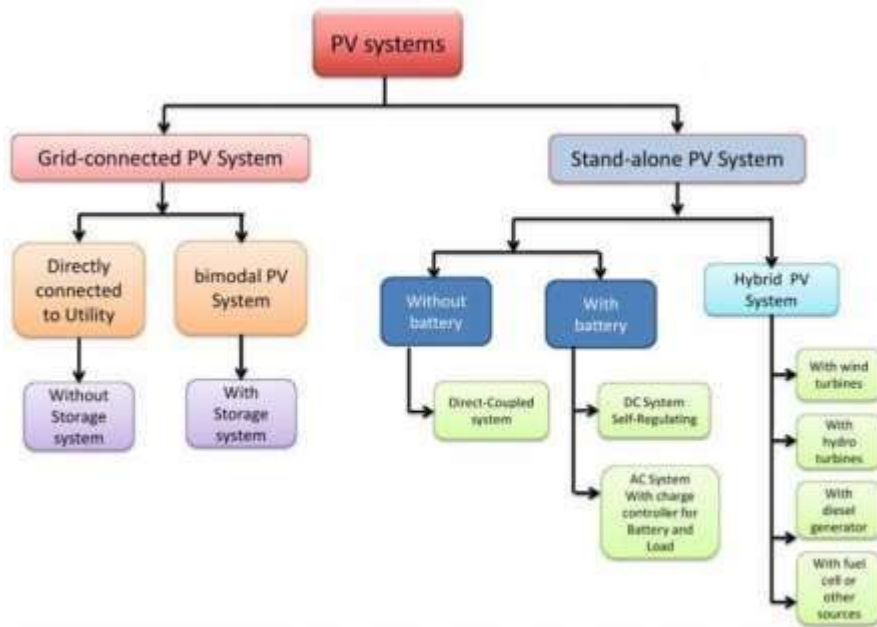 PV systems
Grid-connected PV System
Stand-alone PV System
Directly
connected
to Utility
bimodal PV
System
Without
battery
With
battery
Hybrid PV
System
Without
Storage
system
With
Storage
system
Direct-Coupled
system
DC System
Self-Regulating
AC System
With charge
controller for
Battery and
Load
With wind
turbines
With
hydro
turbines
With
diesel
generator
With fuel
cell or
other
sources